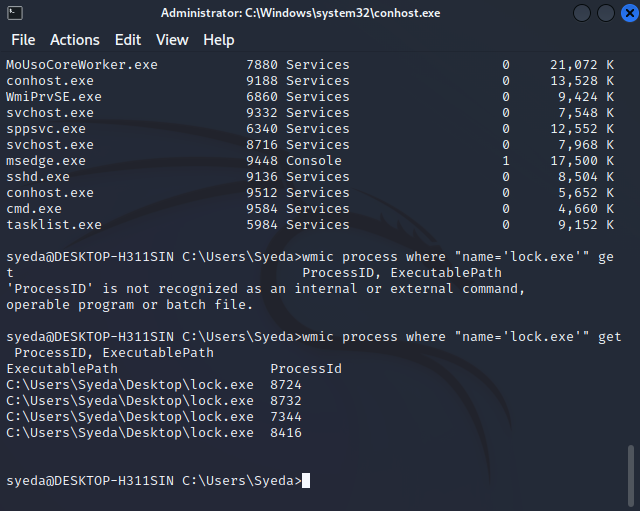 Administrator: C:\Windows\system32\conhost.exe
File Actions Edit View Help
MoUsoCoreWorker.exe 7880 Services 0 21,072 K
conhost.exe 9188 Services 0 13,528 K
WmiPrvSE.exe 6860 Services 0 9,424 K
svchost.exe 9332 Services 0 7,548 K
sppsvc.exe 6340 Services 0 12,552 K
svchost.exe 8716 Services 0 7,968 K
msedge.exe 9448 Console 1 17,500 K
sshd.exe 9136 Services 0 8,504 K
conhost.exe 9512 Services 0 5,652 K
cmd.exe 9584 Services 0 4,660 K
tasklist.exe 5984 Services 0 9,152 K
syeda@DESKTOP-H311SIN C:\Users\Syeda>wmic process where "name='lock.exe'" ge
t ProcessID, ExecutablePath
'ProcessID' is not recognized as an internal or external command,
operable program or batch file.
syeda@DESKTOP-H311SIN C:\Users\Syeda>wmic process where "name='lock.exe'" get
ProcessID, ExecutablePath
ExecutablePath ProcessId
C:\Users\Syeda\Desktop\lock.exe 8724
C:\Users\Syeda\Desktop\lock.exe 8732
C:\Users\Syeda\Desktop\lock.exe 7344
C:\Users\Syeda\Desktop\lock.exe 8416
syeda@DESKTOP-H311SIN C:\Users\Syeda>